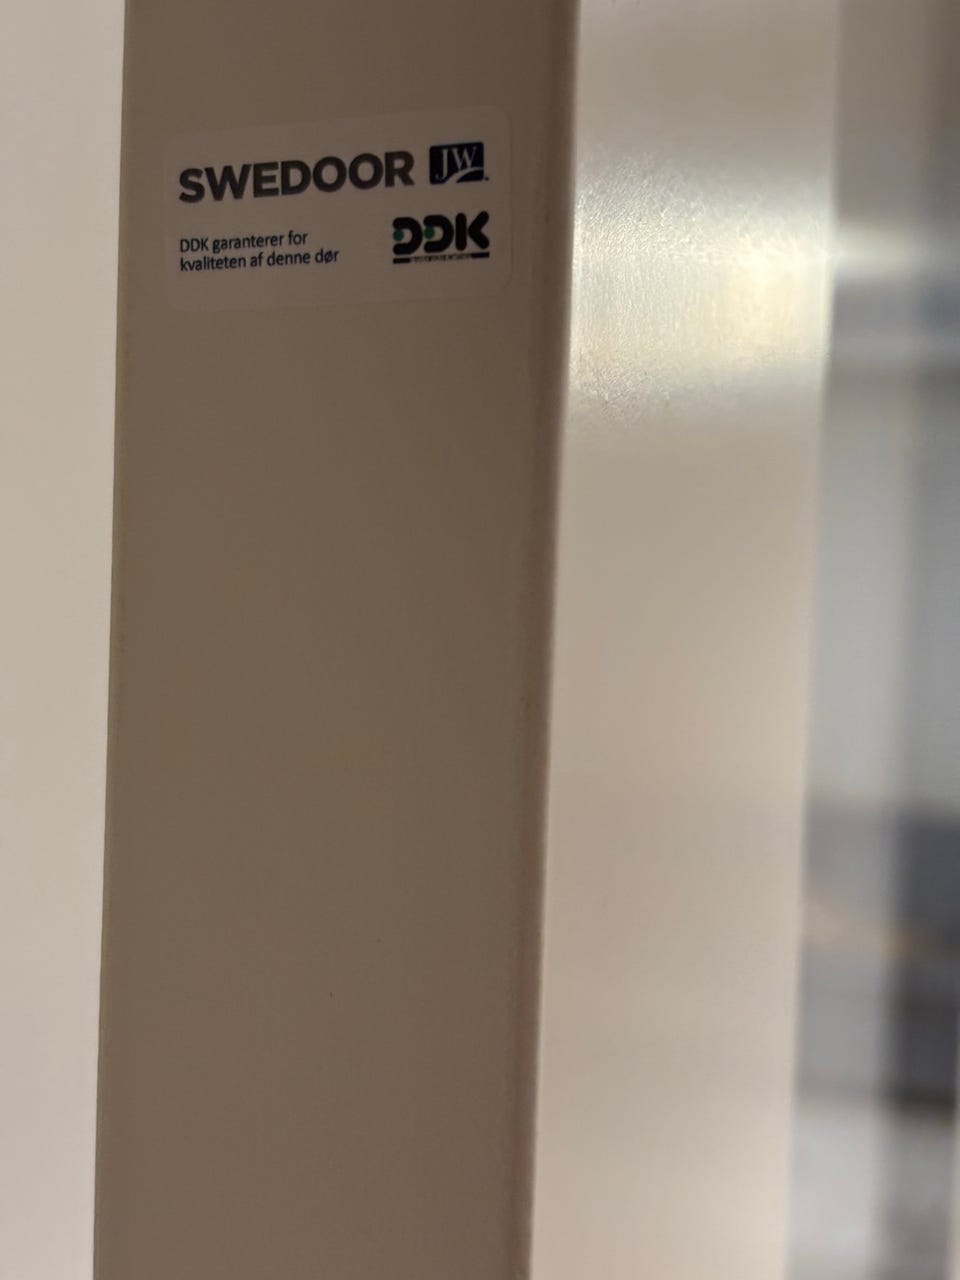 SWEDOOR JW
DDK garanterer for
kvaliteten af denne dør
DDK